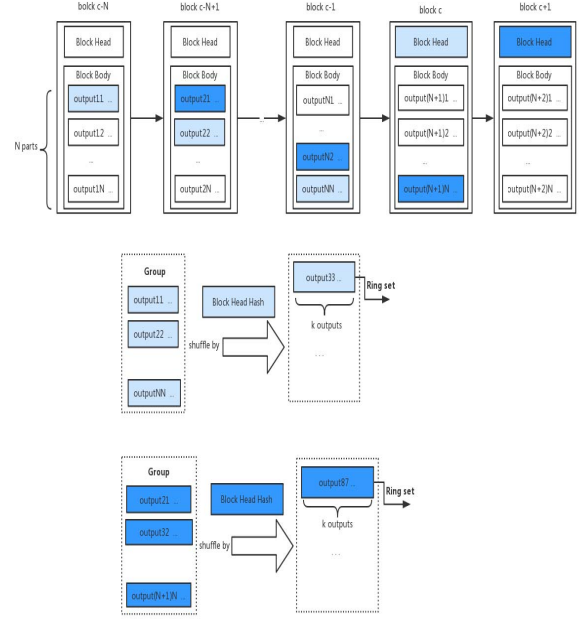 bolck c-N
bolck c-N+1
bolck c-1
bolck c
bolck c+1
Block Head
Block Head
Block Head
Block Head
Block Head
Block Body
Block Body
Block Body
Block Body
Block Body
output11 ...
output21 ...
outputN1 ...
output(N+1)1 ...
output(N+2)1 ...
output12 ...
output22 ...
...
output(N+1)2 ...
output(N+2)2 ...
N parts
...
...
...
outputN2 ...
...
...
output1N ...
output2N ...
outputNN ...
output(N+1)N ...
output(N+2)N ...
Group
output11 ...
output22 ...
outputNN ...
Block Head Hash
shuffle by
output33 ...
k outputs
...
Ring set
Group
output21 ...
output32 ...
output(N+1)N ...
Block Head Hash
shuffle by
output87 ...
k outputs
...
Ring set